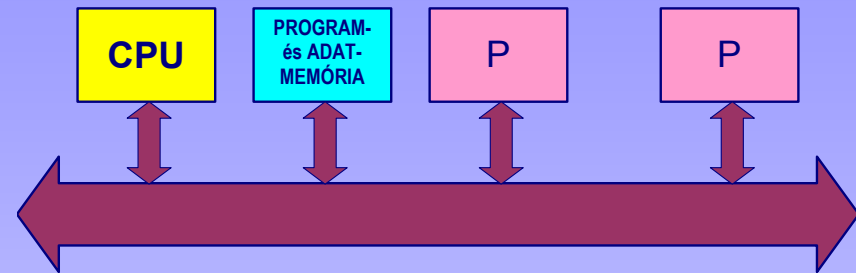 CPU
PROGRAM-
és ADAT-
MEMÓRIA
P
P